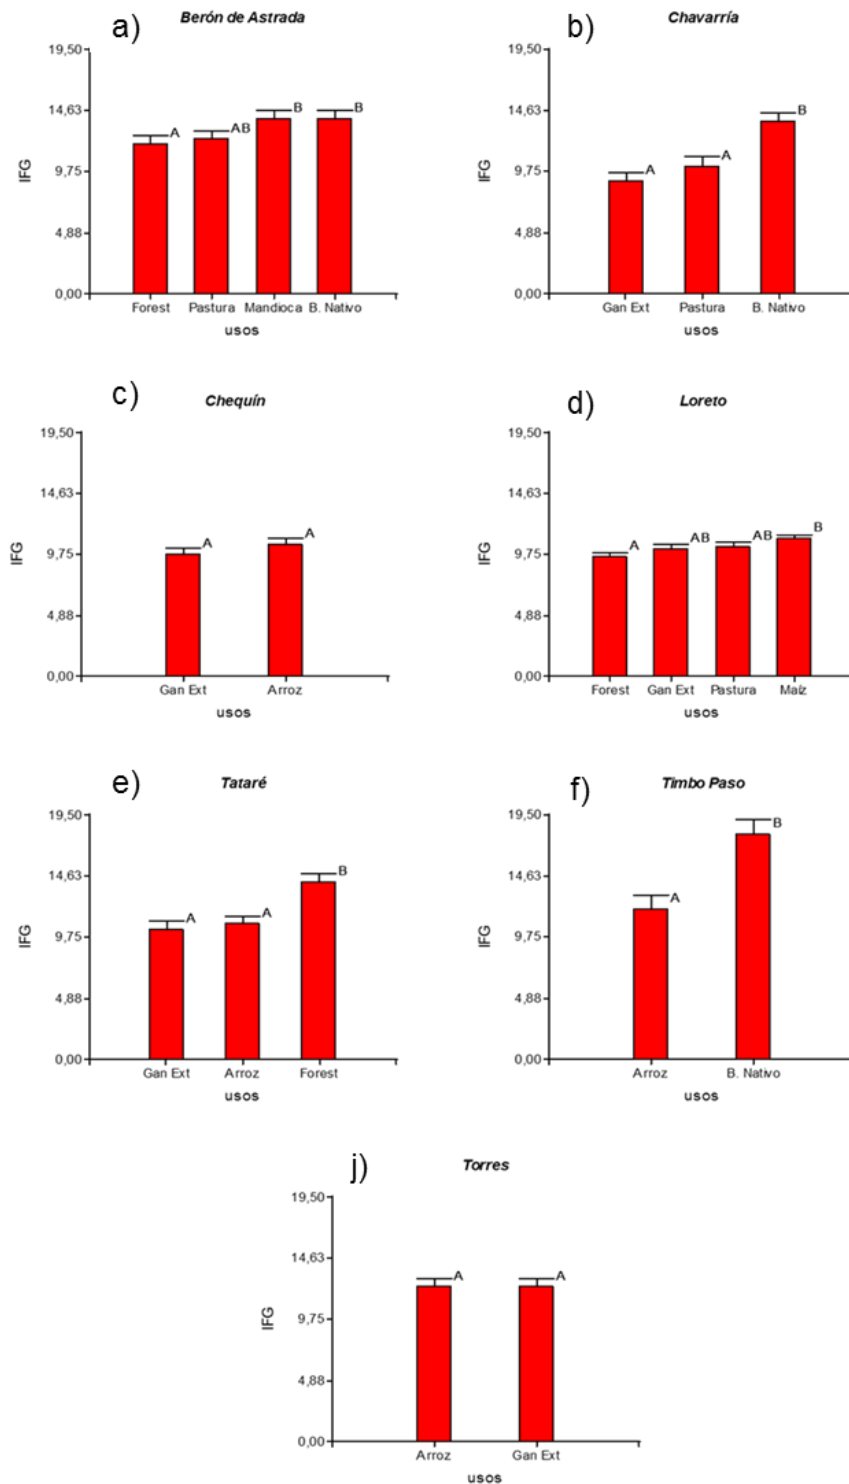 a) Berón de Astrada
19,50
14,63
9,75
4,88
0,00
IFG
A
AB
B
B
Forest Pastura Mandioca B. Nativo
usos
b) Chavarría
19,50
14,63
9,75
4,88
0,00
IFG
A
A
B
Gan Ext Pastura B. Nativo
usos
c) Chequín
19,50
14,63
9,75
4,88
0,00
IFG
A
A
Gan Ext Arroz
usos
d) Loreto
19,50
14,63
9,75
4,88
0,00
IFG
A
AB
AB
B
Forest Gan Ext Pastura Maíz
usos
e) Tataré
19,50
14,63
9,75
4,88
0,00
IFG
A
A
B
Gan Ext Arroz Forest
usos
f) Timbo Paso
19,50
14,63
9,75
4,88
0,00
IFG
A
B
Arroz B. Nativo
usos
j) Torres
19,50
14,63
9,75
4,88
0,00
IFG
A
A
Arroz Gan Ext
usos